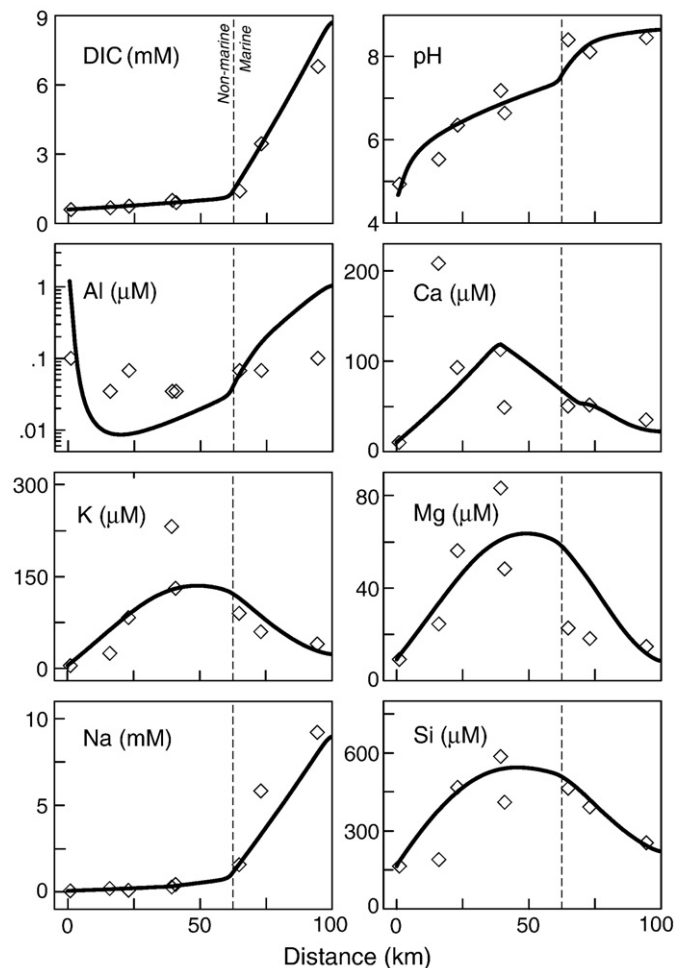 DIC (mM)
9
6
3
0
Non-marine
Marine
pH
8
6
4
Al (μM)
1
.1
.01
Ca (μM)
200
100
0
K (μM)
300
150
0
Mg (μM)
80
40
0
Na (mM)
10
5
0
Si (μM)
600
300
0
0 50 100 0 50 100
Distance (km)